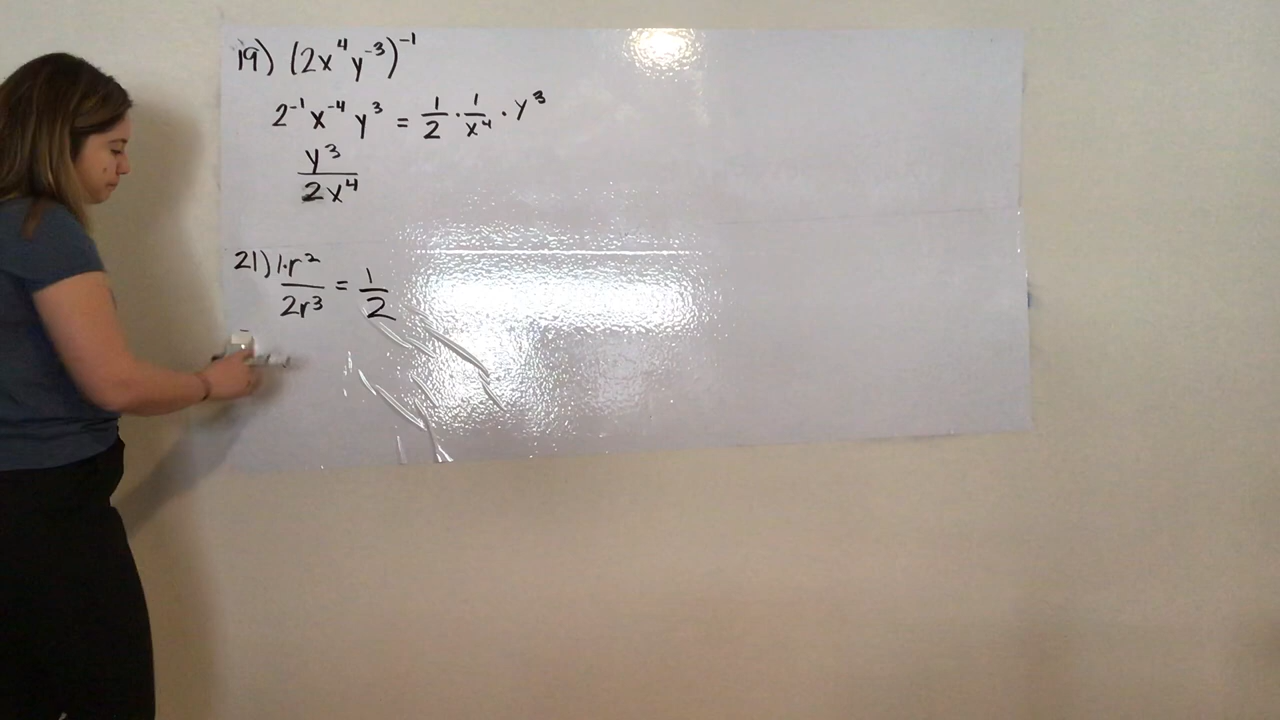 19) (2x⁴y⁻³)⁻¹
2⁻¹x⁻⁴y³ = 1/2 · 1/x⁴ · y³
y³/2x⁴
21) 1·r²/2r³ = 1/2